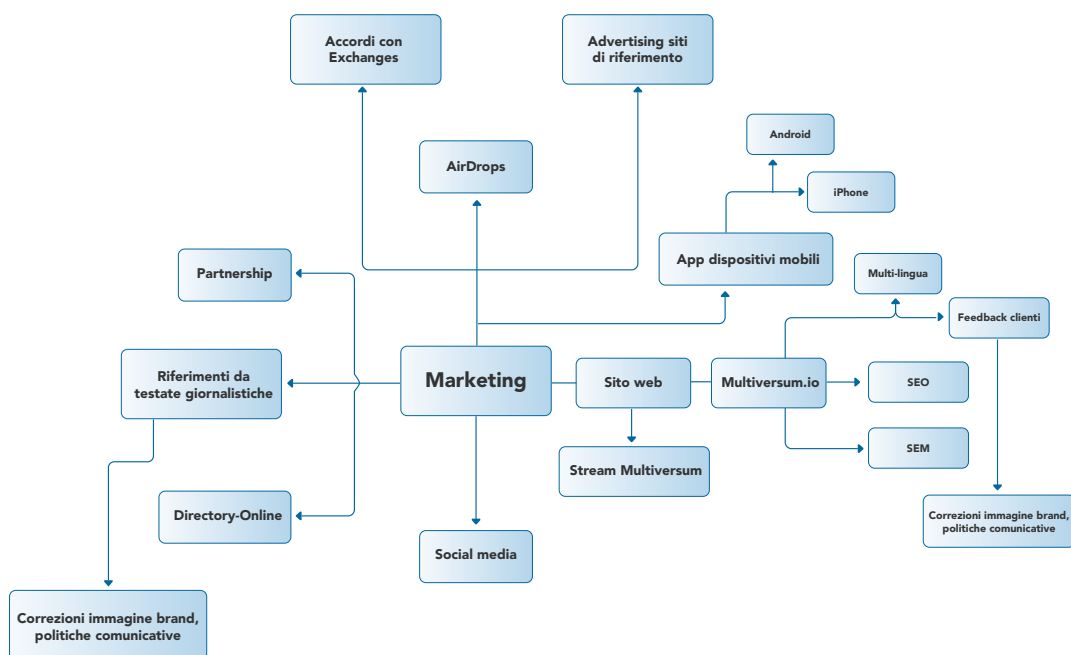 Accordi con
Exchanges
Advertising siti
di riferimento
Android
AirDrops
iPhone
App dispositivi mobili
Partnership
Multi-lingua
Feedback clienti
Riferimenti da
testate giornalistiche
Marketing
Sito web
Multiversum.io
SEO
SEM
Stream Multiversum
Directory-Online
Correzioni immagine brand,
politiche comunicative
Social media
Correzioni immagine brand,
politiche comunicative